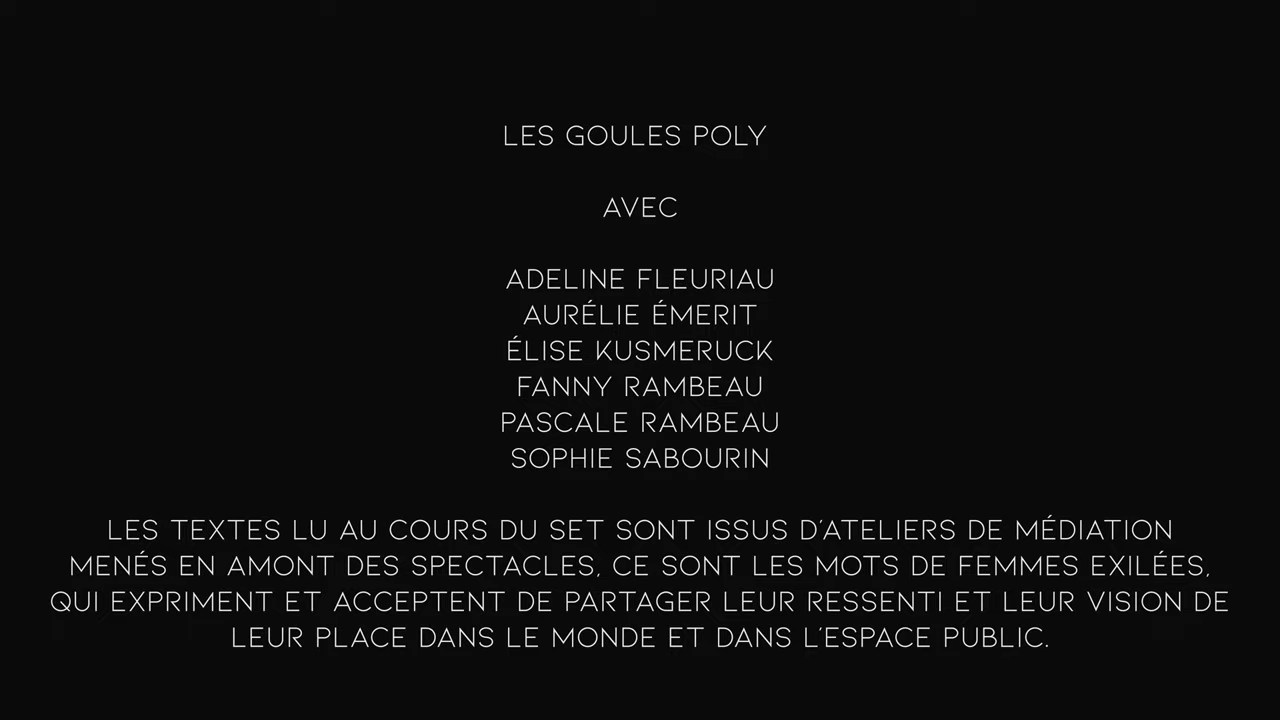 LES GOULES POLY
AVEC
ADELINE FLEURIAU
AURÉLIE ÉMERIT
ÉLISE KUSMERUCK
FANNY RAMBEAU
PASCALE RAMBEAU
SOPHIE SABOURIN
LES TEXTES LU AU COURS DU SET SONT ISSUS D'ATELIERS DE MÉDIATION
MENÉS EN AMONT DES SPECTACLES, CE SONT LES MOTS DE FEMMES EXILÉES,
QUI EXPRIMENT ET ACCEPTENT DE PARTAGER LEUR RESSENTI ET LEUR VISION DE
LEUR PLACE DANS LE MONDE ET DANS L'ESPACE PUBLIC.